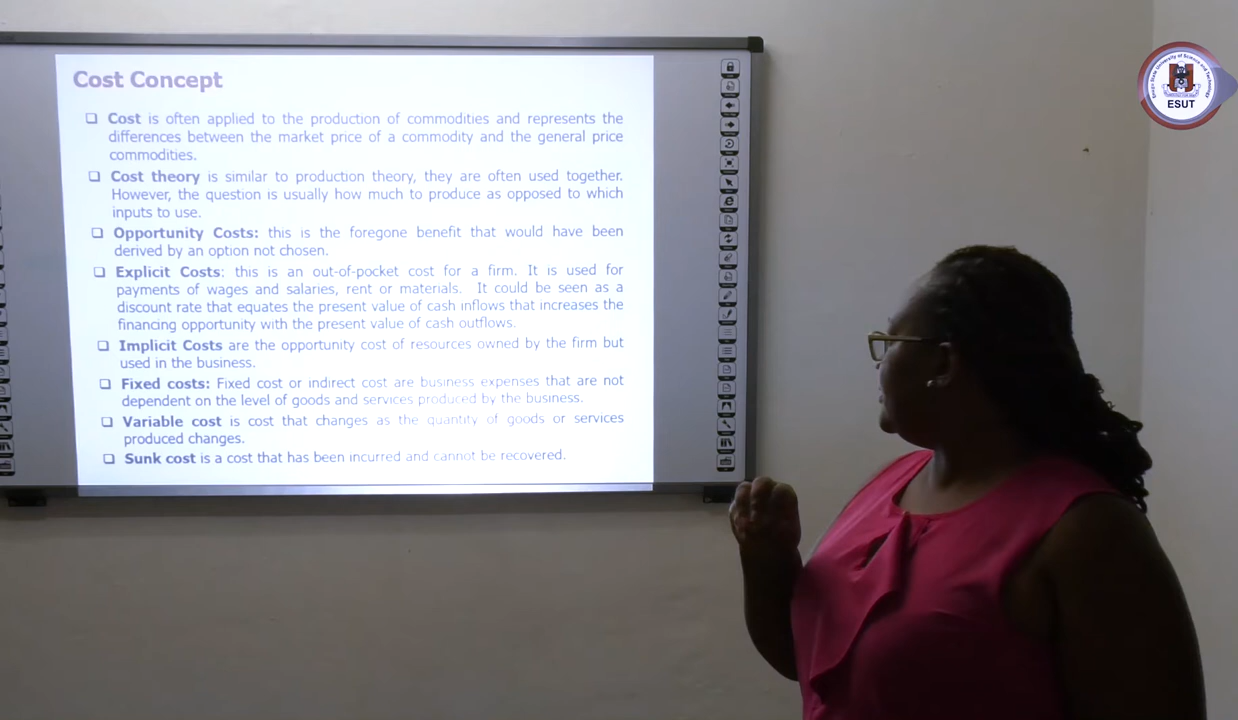 Cost Concept
❑ Cost is often applied to the production of commodities and represents the
differences between the market price of a commodity and the general price
commodities.
❑ Cost theory is similar to production theory, they are often used together.
However, the question is usually how much to produce as opposed to which
inputs to use.
❑ Opportunity Costs: this is the foregone benefit that would have been
derived by an option not chosen.
❑ Explicit Costs: this is an out-of-pocket cost for a firm. It is used for
payments of wages and salaries, rent or materials. It could be seen as a
discount rate that equates the present value of cash inflows that increases the
financing opportunity with the present value of cash outflows.
❑ Implicit Costs are the opportunity cost of resources owned by the firm but
used in the business.
❑ Fixed costs: Fixed cost or indirect cost are business expenses that are not
dependent on the level of goods and services produced by the business.
❑ Variable cost is cost that changes as the quantity of goods or services
produced changes.
❑ Sunk cost is a cost that has been incurred and cannot be recovered.
Enugu State University of Science and Technology
ESUT